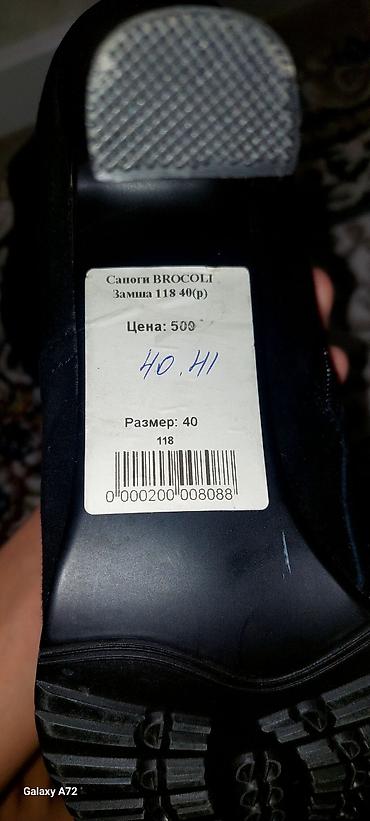 Сапоги BROCOLI
Замша 118 40(р)
Цена: 500
40.41
Размер: 40
118
0 000200 008088
Galaxy A72